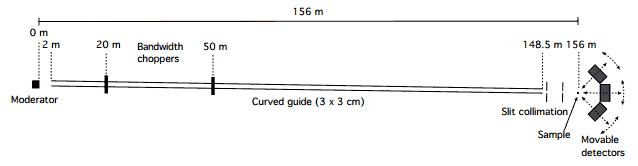 156 m
0 m
2 m
20 m
Bandwidth
choppers
50 m
148.5 m 156 m
Moderator
Curved guide (3 x 3 cm)
Slit collimation
Sample
Movable
detectors